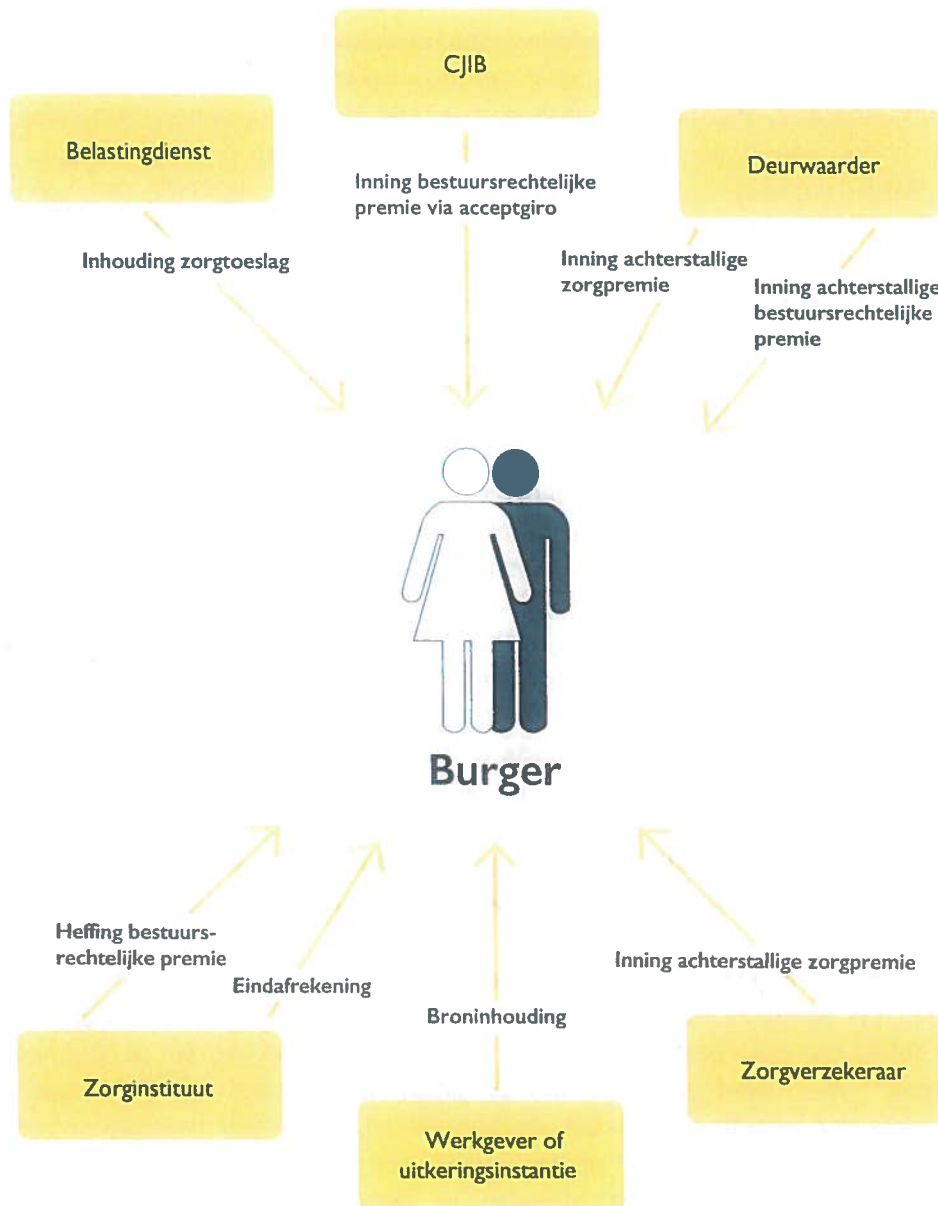 CJIB
Belastingdienst
Deurwaarder
Inning bestuursrechtelijke
premie via acceptgiro
Inhouding zorgtoeslag
Inning achterstallige
zorgpremie
Inning achterstallige
bestuursrechtelijke
premie
Burger
Heffing bestuurs-
rechtelijke premie
Eindafrekening
Inning achterstallige zorgpremie
Broninhouding
Zorginstituut
Zorgverzekeraar
Werkgever of
uitkeringsinstantie